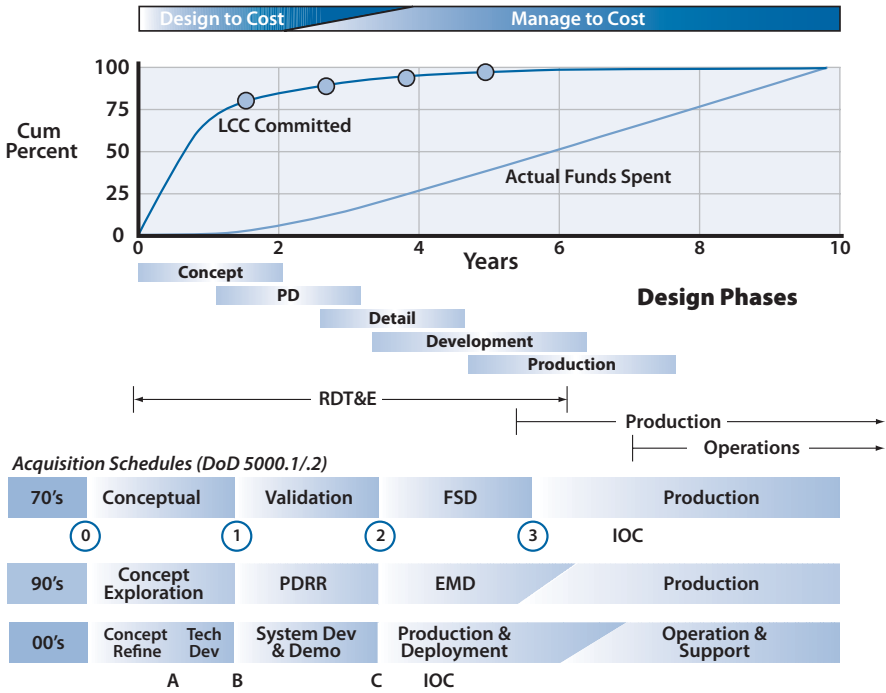 Design to Cost
Manage to Cost
100
75
50
25
0
Cum
Percent
LCC Committed
Actual Funds Spent
0
2
4
6
8
10
Years
Concept
PD
Detail
Development
Production
Design Phases
RDT&E
Production
Operations
Acquisition Schedules (DoD 5000.1/.2)
70's
Conceptual
Validation
FSD
Production
0
1
2
3
IOC
90's
Concept
Exploration
PDRR
EMD
Production
00's
Concept
Refine
Tech
Dev
System Dev
& Demo
Production &
Deployment
Operation &
Support
A
B
C
IOC